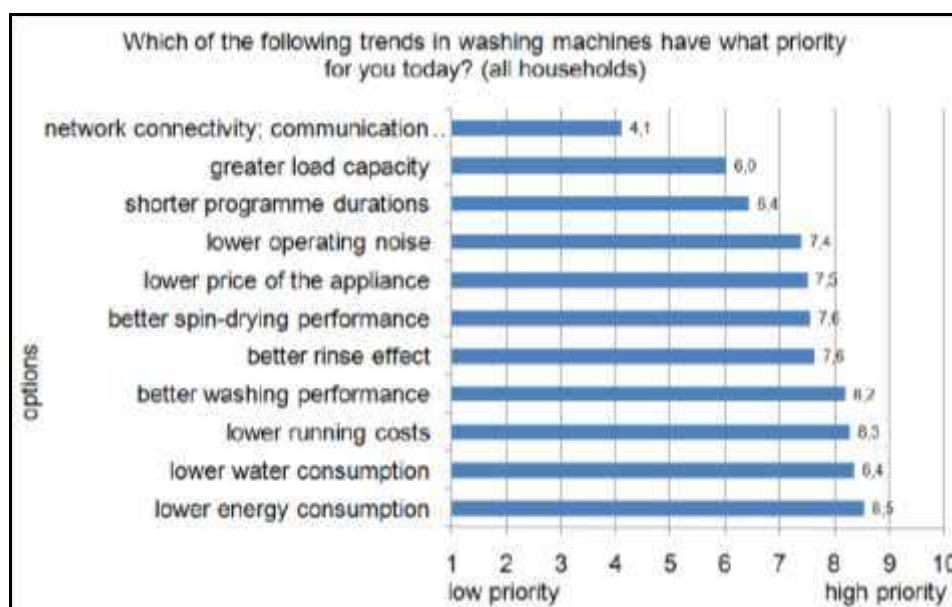 Which of the following trends in washing machines have what priority
for you today? (all households)
network connectivity; communication ..
4,1
greater load capacity
6,0
shorter programme durations
6,4
lower operating noise
7,4
lower price of the appliance
7,5
better spin-drying performance
7,6
better rinse effect
7,6
better washing performance
8,2
lower running costs
8,3
lower water consumption
8,4
lower energy consumption
8,5
options
1 2 3 4 5 6 7 8 9 10
low priority high priority